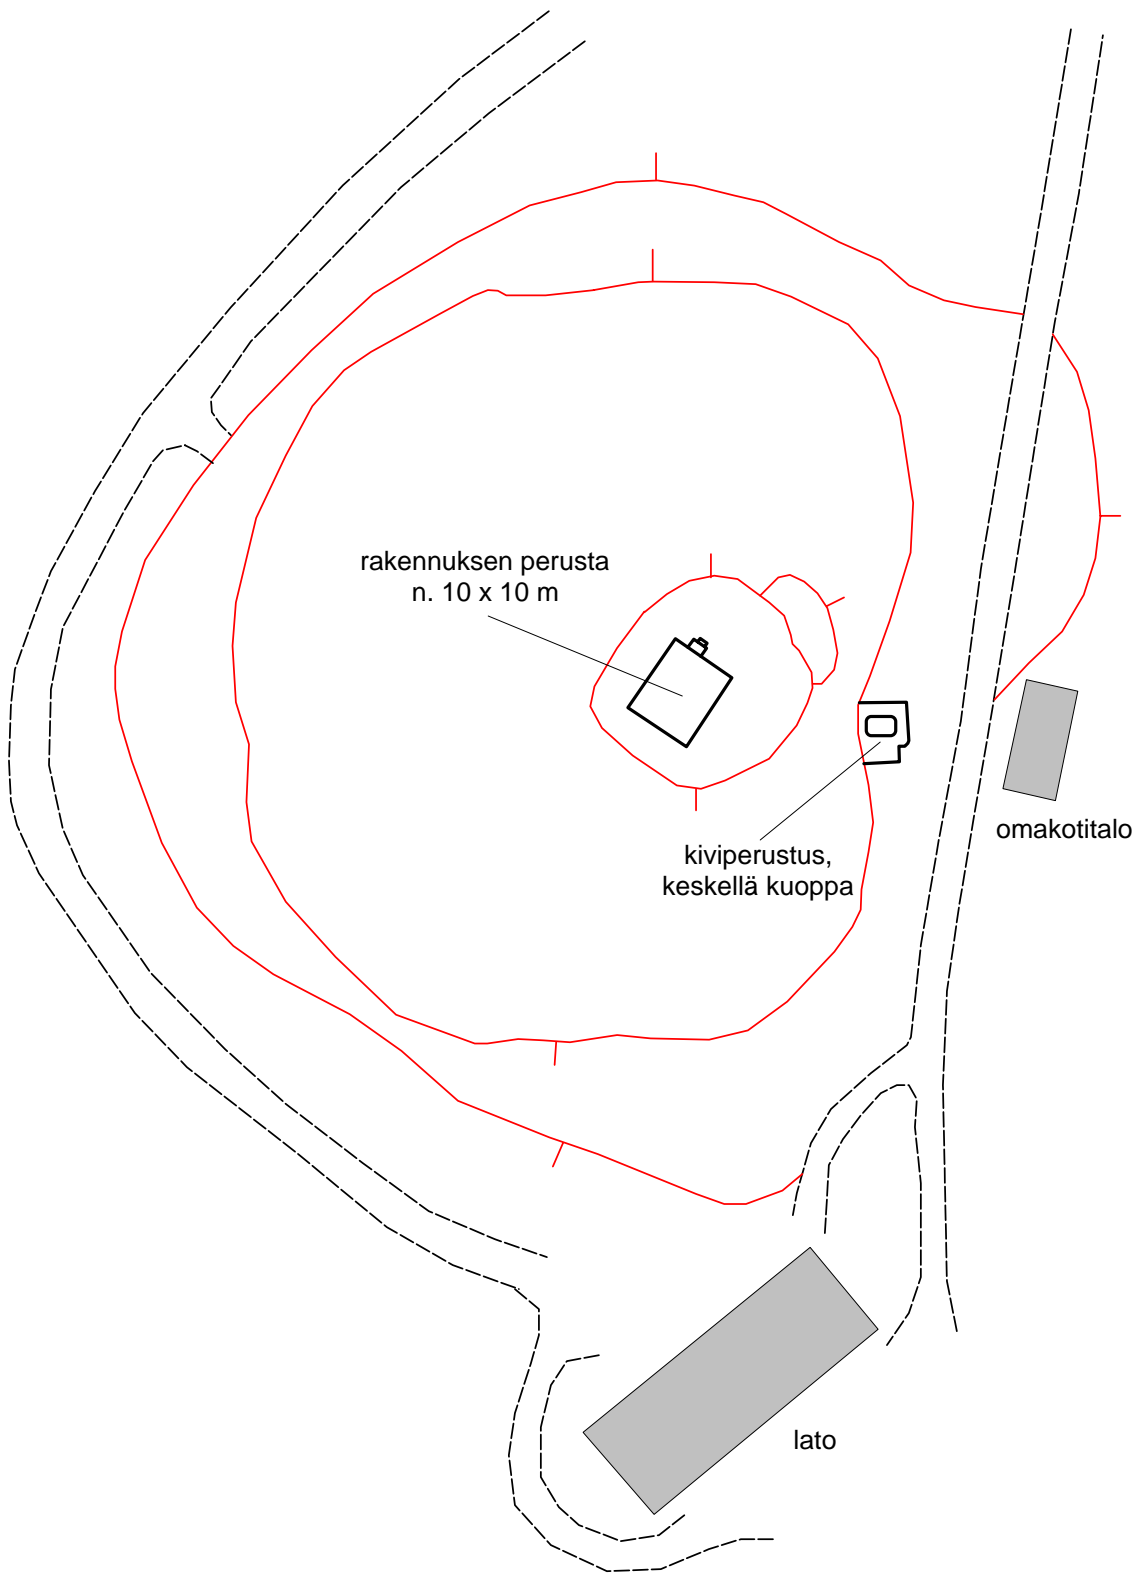 rakennuksen perusta
n. 10 x 10 m
omakotitalo
kiviperustus,
keskellä kuoppa
lato